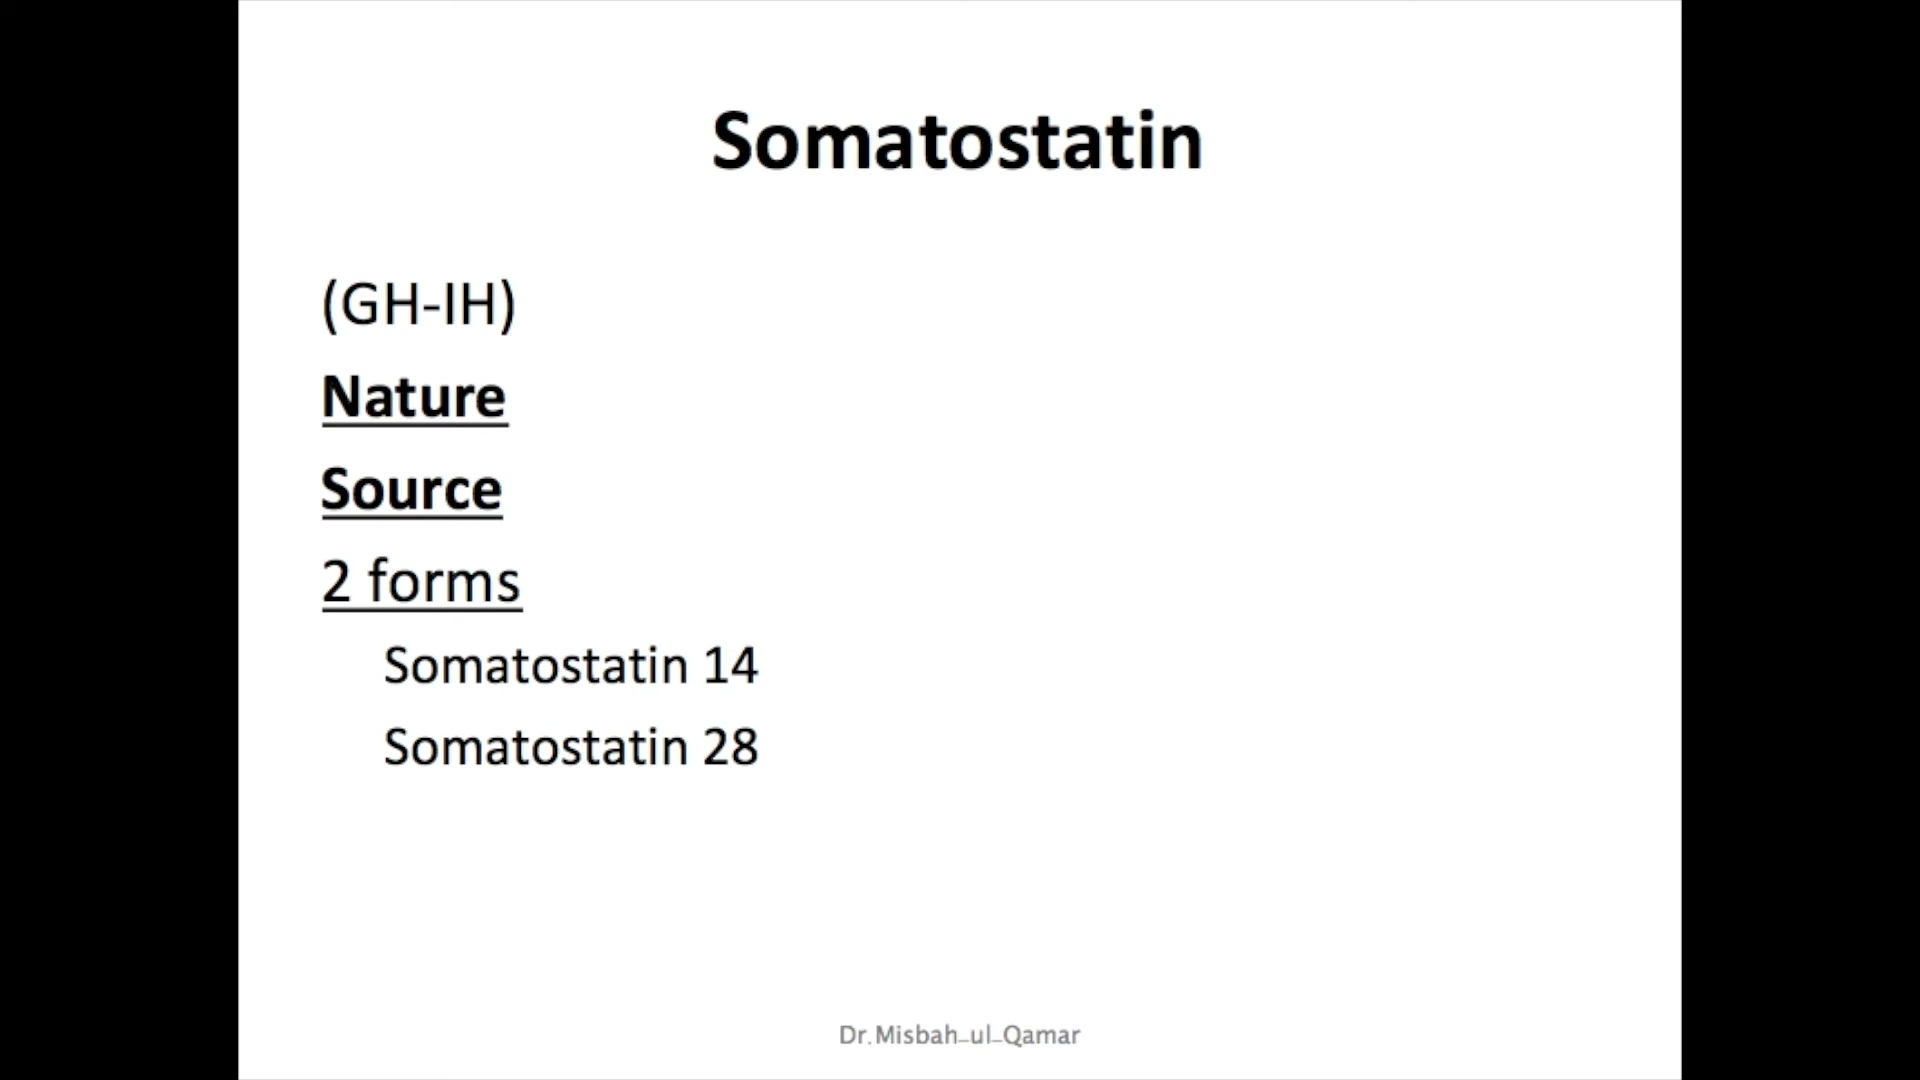 Somatostatin
(GH-IH)
Nature
Source
2 forms
Somatostatin 14
Somatostatin 28
Dr.Misbah_ul_Qamar